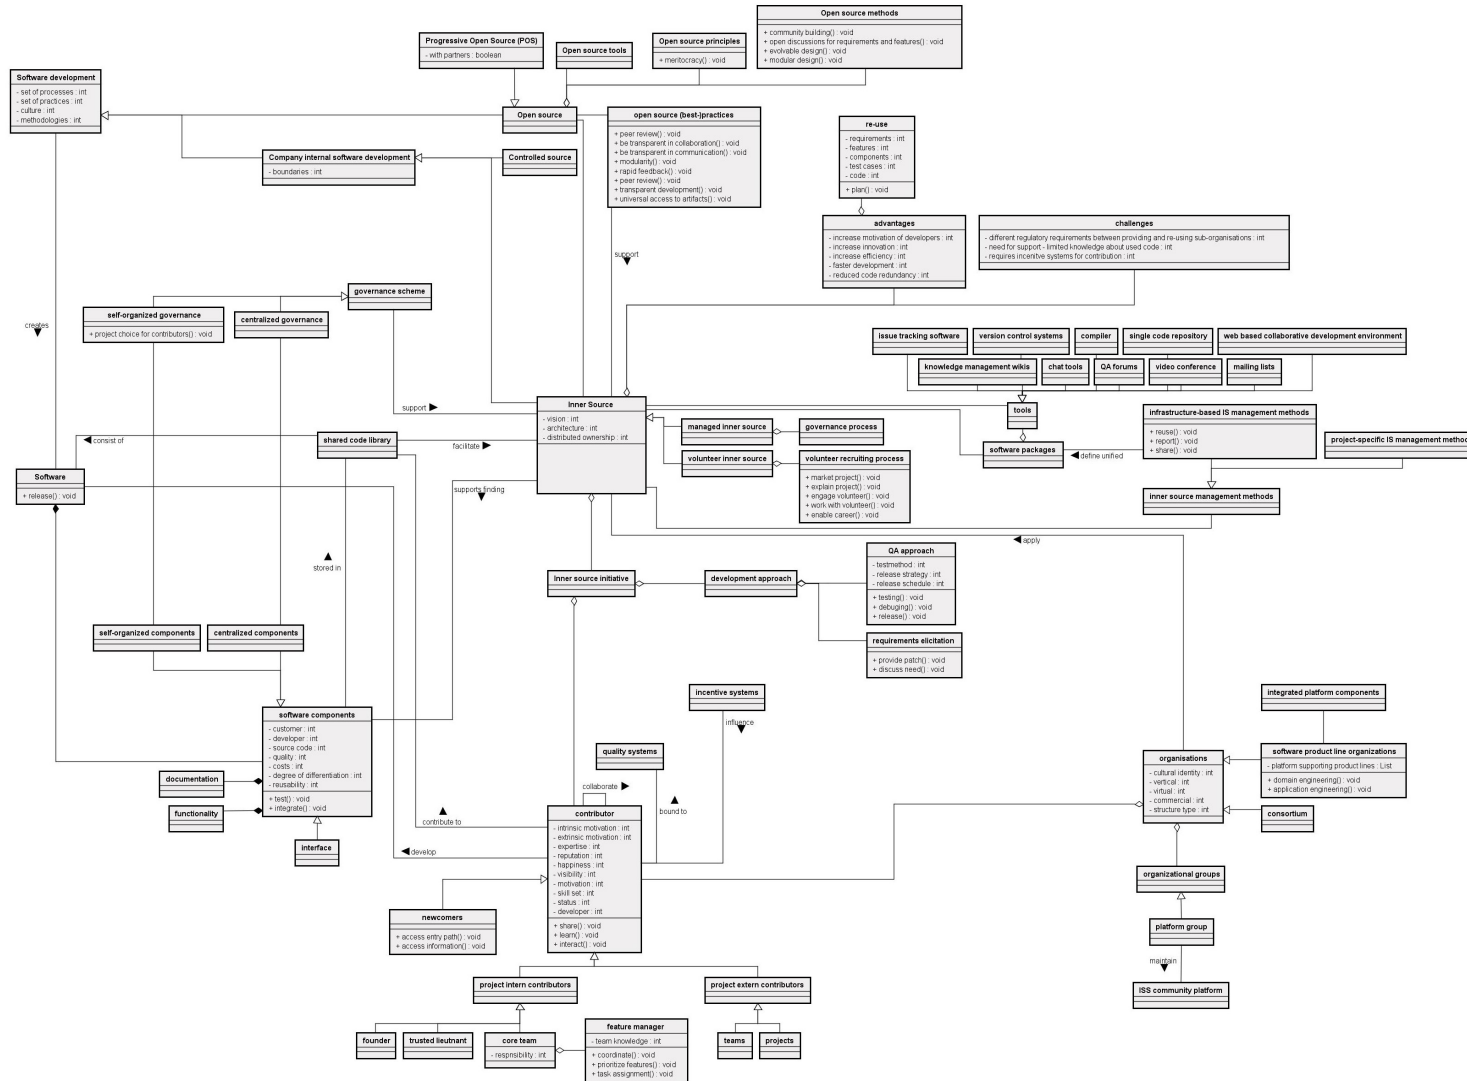 Open source methods
+ community building() : void
+ open discussions for requirements and features() : void
+ evolvable design() : void
+ modular design() : void
Progressive Open Source (POS)
- with partners : boolean
Open source tools
Open source principles
+ meritocracy() : void
Software development
- set of processes : int
- set of practices : int
- culture : int
- methodologies : int
Open source
open source (best-)practices
+ peer review() : void
+ be transparent in collaboration() : void
+ be transparent in communication() : void
+ modularity() : void
+ rapid feedback() : void
+ peer review() : void
+ transparent development() : void
+ universal access to artifacts() : void
re-use
- requirements : int
- features : int
- components : int
- test cases : int
- code : int
+ plan() : void
Company internal software development
- boundaries : int
Controlled source
advantages
- increase motivation of developers : int
- increase innovation : int
- increase efficiency : int
- faster development : int
- reduced code redundancy : int
challenges
- different regulatory requirements between providing and re-using sub-organisations : int
- need for support - limited knowledge about used code : int
- requires incenitve systems for contribution : int
support
governance scheme
self-organized governance
+ project choice for contributors() : void
centralized governance
creates
issue tracking software
version control systems
compiler
single code repository
web based collaborative development environment
knowledge management wikis
chat tools
QA forums
video conference
mailing lists
support
Inner Source
- vision : int
- architecture : int
- distributed ownership : int
tools
infrastructure-based IS management methods
+ reuse() : void
+ report() : void
+ share() : void
managed inner source
governance process
consist of
shared code library
facilitate
software packages
define unified
project-specific IS management method
volunteer inner source
volunteer recruiting process
+ market project() : void
+ explain project() : void
+ engage volunteer() : void
+ work with volunteer() : void
+ enable career() : void
Software
+ release() : void
supports finding
inner source management methods
apply
stored in
Inner source initiative
development approach
QA approach
- testmethod : int
- release strategy : int
- release schedule : int
+ testing() : void
+ debuging() : void
+ release() : void
self-organized components
centralized components
requirements elicitation
+ provide patch() : void
+ discuss need() : void
incentive systems
integrated platform components
software components
- customer : int
- developer : int
- source code : int
- quality : int
- costs : int
- degree of differentiation : int
- reusability : int
+ test() : void
+ integrate() : void
influence
quality systems
organisations
- cultural identity : int
- vertical : int
- virtual : int
- commercial : int
- structure type : int
software product line organizations
- platform supporting product lines : List
+ domain engineering() : void
+ application engineering() : void
documentation
functionality
collaborate
bound to
consortium
contribute to
contributor
- intrinsic motivation : int
- extrinsic motivation : int
- expertise : int
- reputation : int
- happiness : int
- visibility : int
- motivation : int
- skill set : int
- status : int
- developer : int
+ share() : void
+ learn() : void
+ interact() : void
interface
develop
organizational groups
newcomers
+ access entry path() : void
+ access information() : void
platform group
maintain
project intern contributors
project extern contributors
ISS community platform
founder
trusted lieutnant
core team
- respnsibility : int
feature manager
- team knowledge : int
+ coordinate() : void
+ prioritize features() : void
+ task assignment() : void
teams
projects